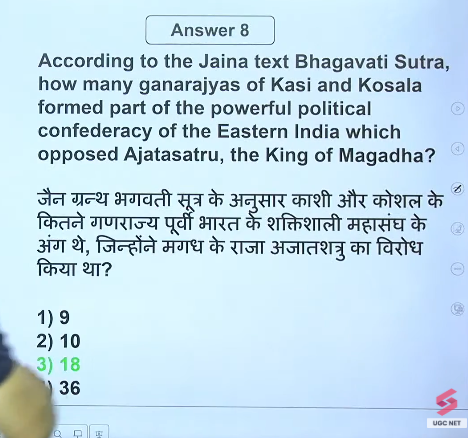 Answer 8
According to the Jaina text Bhagavati Sutra,
how many ganarajyas of Kasi and Kosala
formed part of the powerful political
confederacy of the Eastern India which
opposed Ajatasatru, the King of Magadha?
जैन ग्रन्थ भगवती सूत्र के अनुसार काशी और कोशल के
कितने गणराज्य पूर्वी भारत के शक्तिशाली महासंघ के
अंग थे, जिन्होंने मगध के राजा अजातशत्रु का विरोध
किया था?
1) 9
2) 10
3) 18
) 36
UGC NET